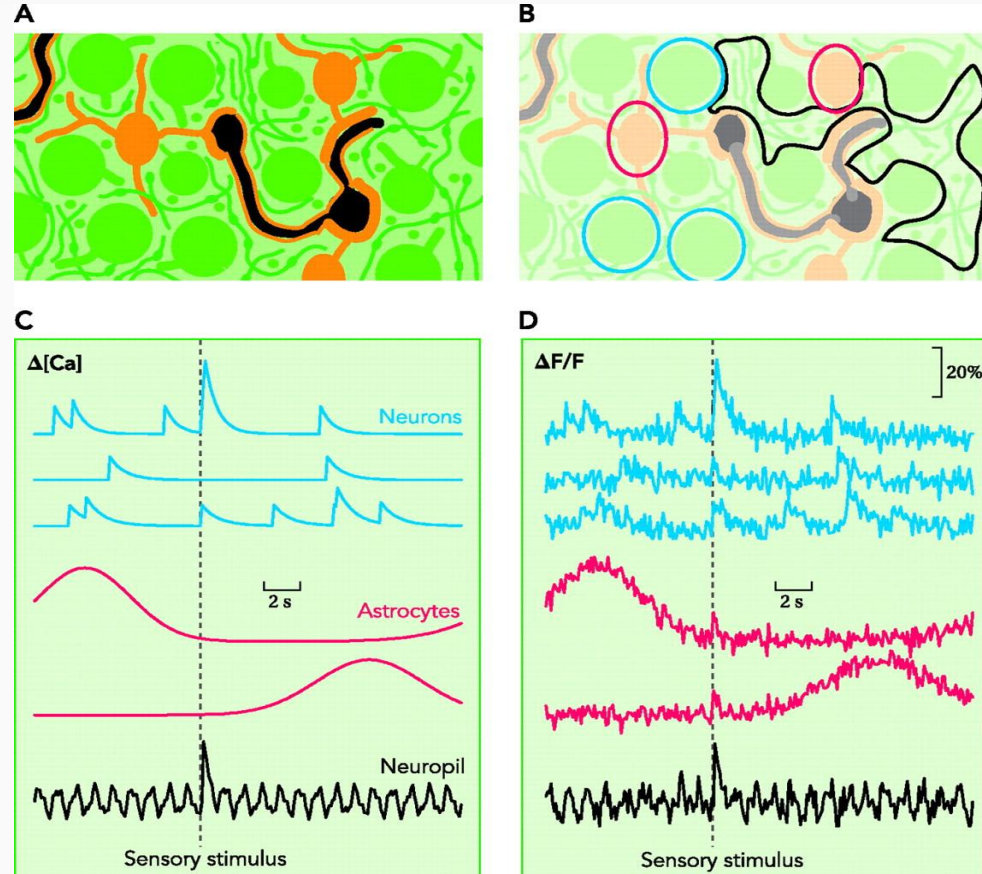 A
B
C
Δ[Ca]
Neurons
2 s
Astrocytes
Neuropil
Sensory stimulus
D
ΔF/F
20%
2 s
Sensory stimulus